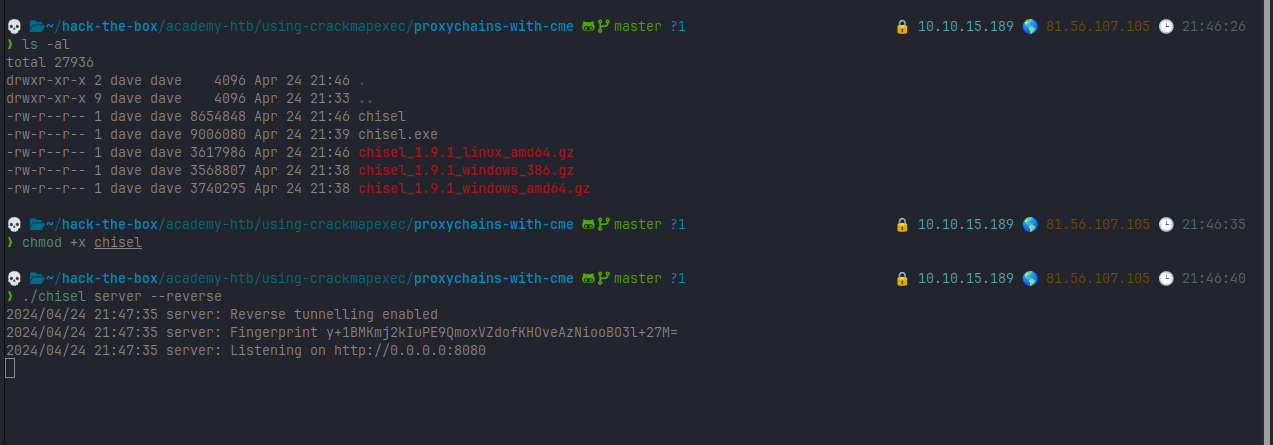 ~/hack-the-box/academy-htb/using-crackmapexec/proxychains-with-cme master ?1 10.10.15.189 81.56.107.105 21:46:26
❯ ls -al
total 27936
drwxr-xr-x 2 dave dave    4096 Apr 24 21:46 .
drwxr-xr-x 9 dave dave    4096 Apr 24 21:33 ..
-rw-r--r-- 1 dave dave 8654848 Apr 24 21:46 chisel
-rw-r--r-- 1 dave dave 9006080 Apr 24 21:39 chisel.exe
-rw-r--r-- 1 dave dave 3617986 Apr 24 21:46 chisel_1.9.1_linux_amd64.gz
-rw-r--r-- 1 dave dave 3568807 Apr 24 21:38 chisel_1.9.1_windows_386.gz
-rw-r--r-- 1 dave dave 3740295 Apr 24 21:38 chisel_1.9.1_windows_amd64.gz
~/hack-the-box/academy-htb/using-crackmapexec/proxychains-with-cme master ?1 10.10.15.189 81.56.107.105 21:46:35
❯ chmod +x chisel
~/hack-the-box/academy-htb/using-crackmapexec/proxychains-with-cme master ?1 10.10.15.189 81.56.107.105 21:46:40
❯ ./chisel server --reverse
2024/04/24 21:47:35 server: Reverse tunnelling enabled
2024/04/24 21:47:35 server: Fingerprint y+1BMKmj2kIuPE9QmoxVZdofKHOveAzNiooBO3l+27M=
2024/04/24 21:47:35 server: Listening on http://0.0.0.0:8080